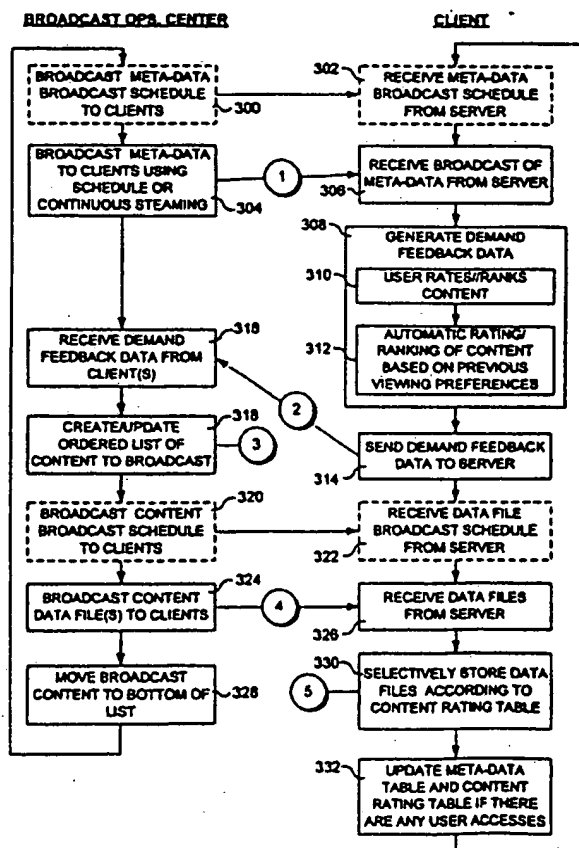 BROADCAST OPS. CENTER
BROADCAST META-DATA
BROADCAST SCHEDULE
TO CLIENTS
300
BROADCAST META-DATA
TO CLIENTS USING
SCHEDULE OR
CONTINUOUS STEAMING
304
1
318
RECEIVE DEMAND
FEEDBACK DATA FROM
CLIENT(S)
2
318
CREATE/UPDATE
ORDERED LIST OF
CONTENT TO BROADCAST
3
320
BROADCAST CONTENT
BROADCAST SCHEDULE
TO CLIENTS
324
BROADCAST CONTENT
DATA FILE(S) TO CLIENTS
4
MOVE BROADCAST
CONTENT TO BOTTOM OF
LIST
328
CLIENT
302
RECEIVE META-DATA
BROADCAST SCHEDULE
FROM SERVER
RECEIVE BROADCAST OF
META-DATA FROM SERVER
306
308
GENERATE DEMAND
FEEDBACK DATA
310
USER RATES//RANKS
CONTENT
312
AUTOMATIC RATING/
RANKING OF CONTENT
BASED ON PREVIOUS
VIEWING PREFERENCES
SEND DEMAND FEEDBACK
DATA TO SERVER
314
RECEIVE DATA FILE
BROADCAST SCHEDULE
FROM SERVER
322
RECEIVE DATA FILES
FROM SERVER
326
330
SELECTIVELY STORE DATA
FILES ACCORDING TO
CONTENT RATING TABLE
5
332
UPDATE META-DATA
TABLE AND CONTENT
RATING TABLE IF THERE
ARE ANY USER ACCESSES